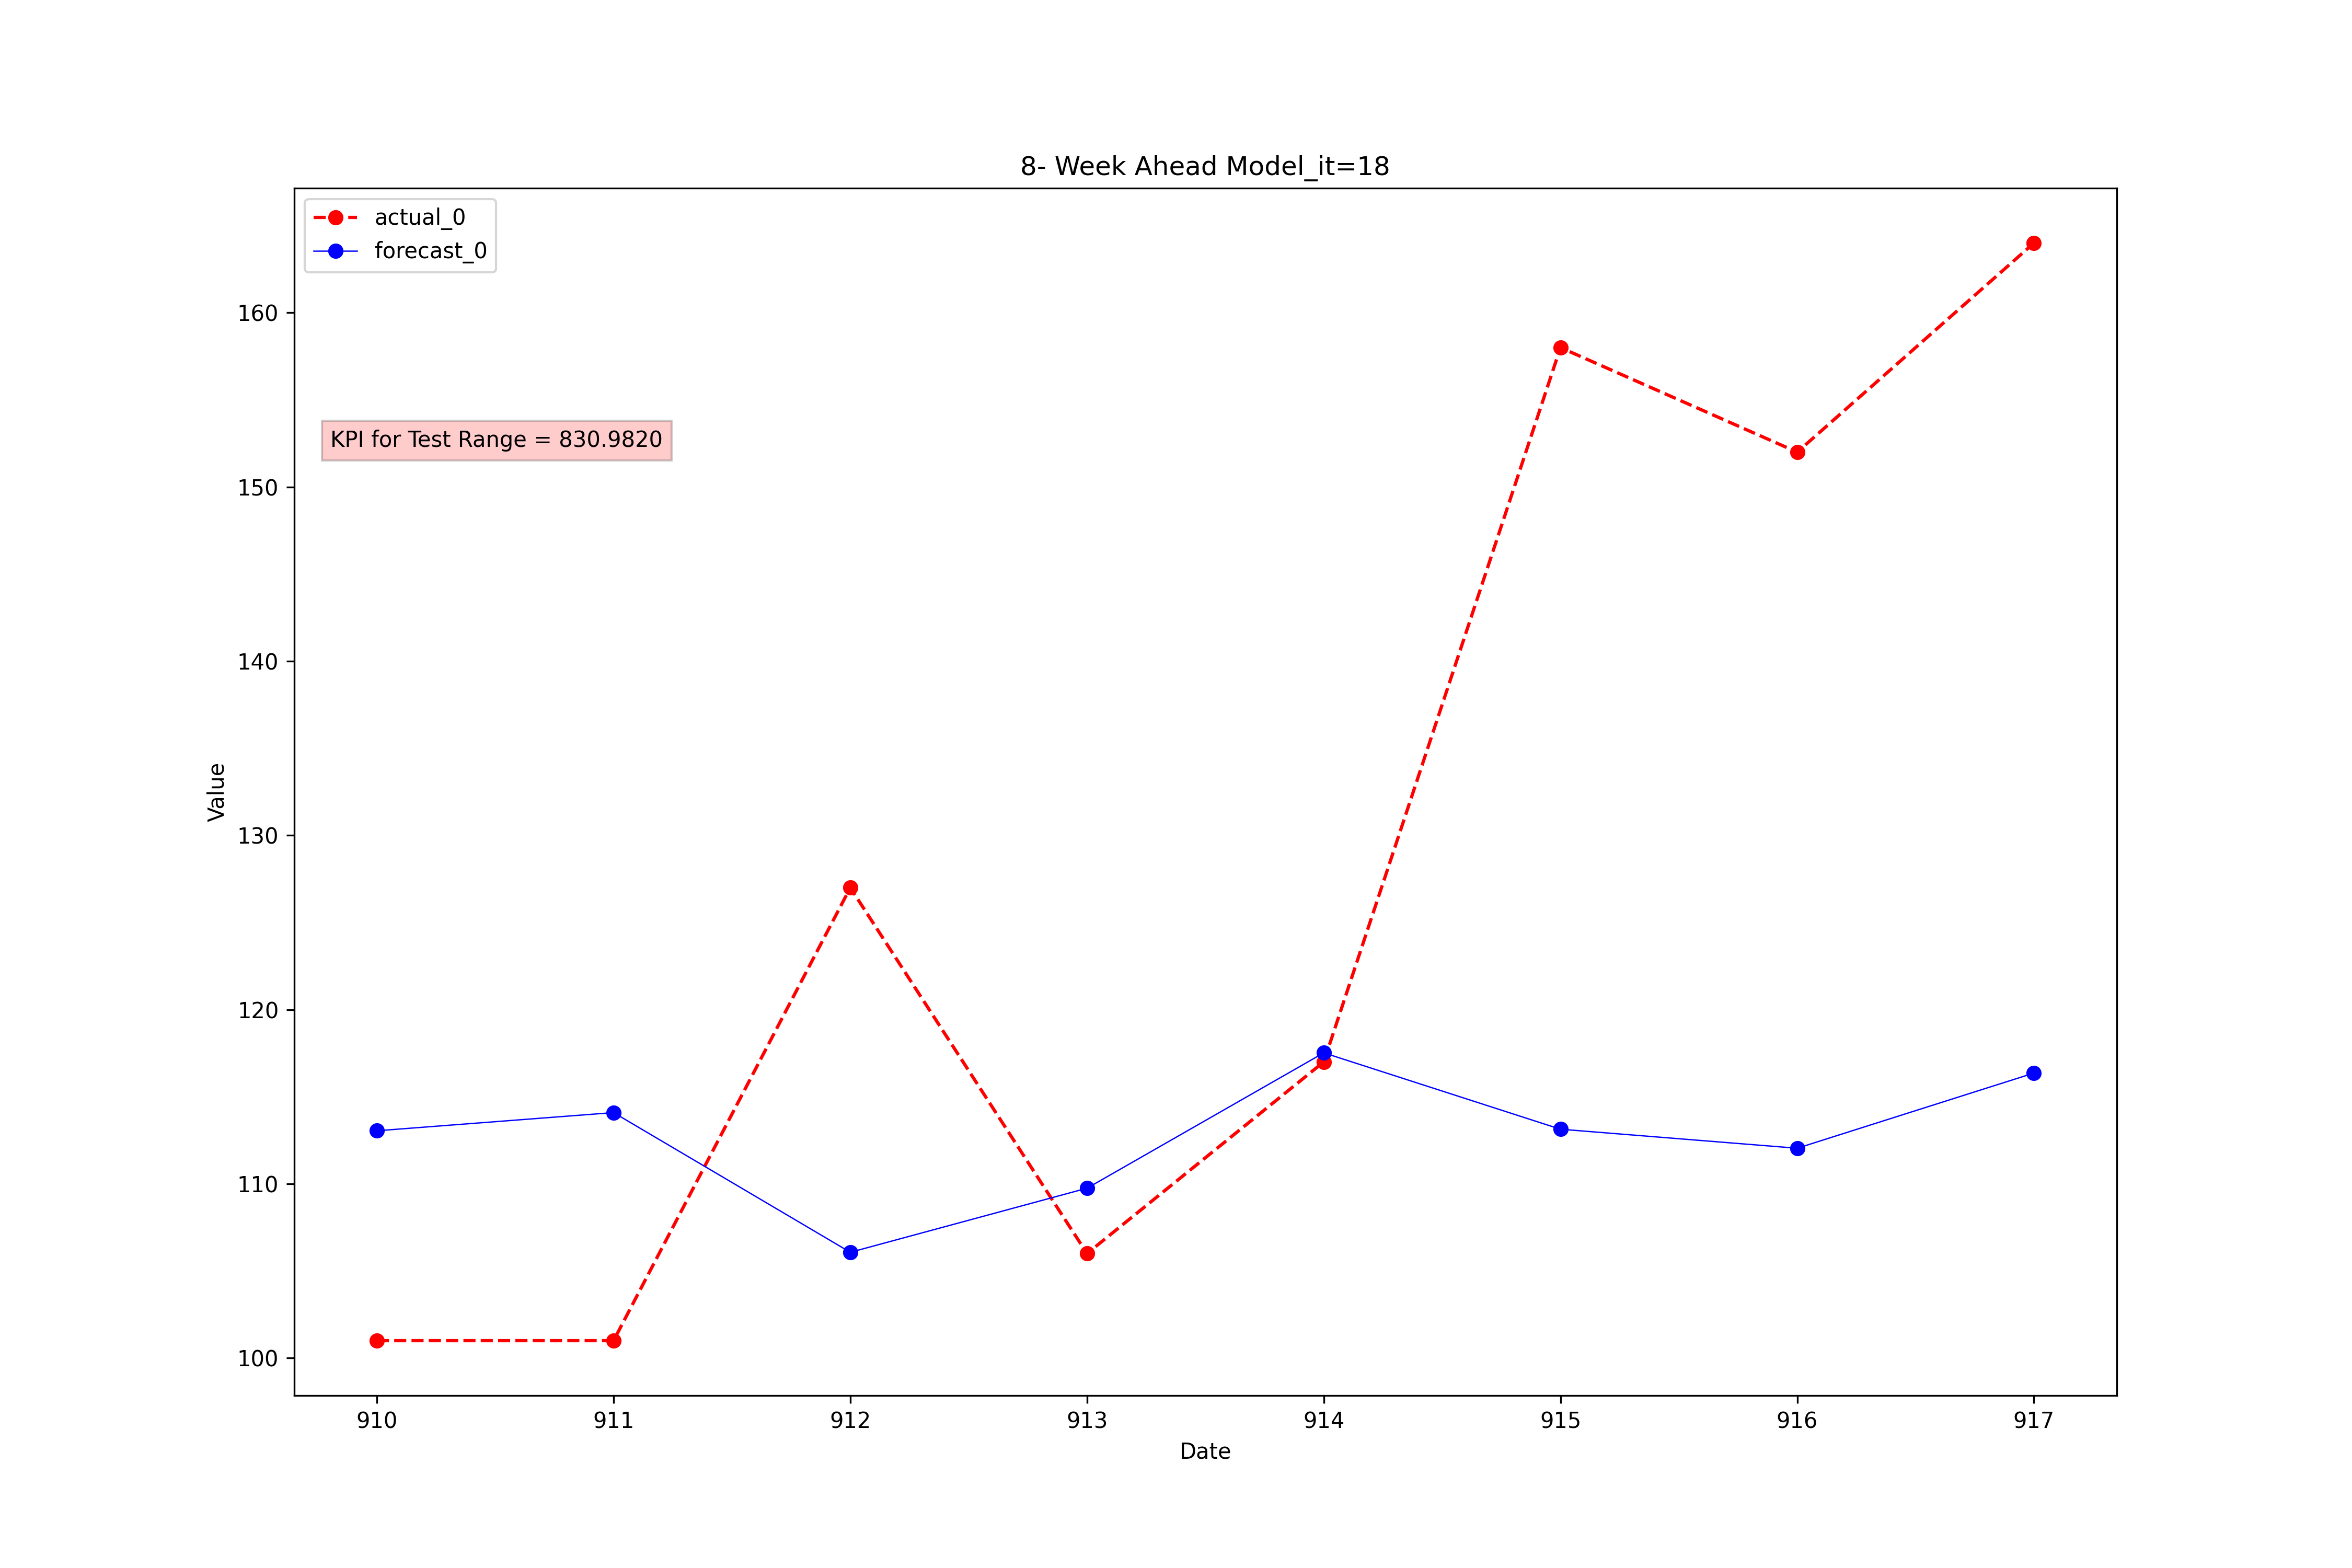 8- Week Ahead Model_it=18
actual_0
forecast_0
KPI for Test Range = 830.9820
160
150
140
130
120
110
100
Value
910 911 912 913 914 915 916 917
Date